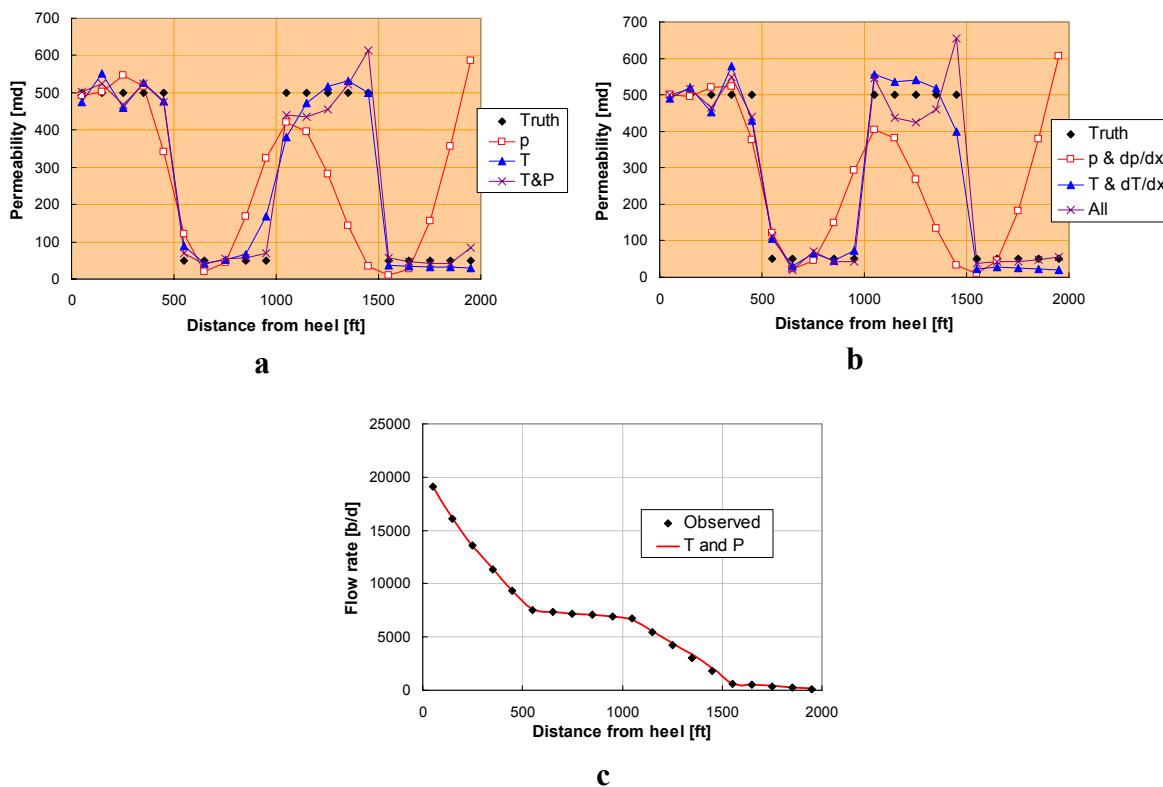 700
600
500
400
300
200
100
0
Permeability [md]
0 500 1000 1500 2000
Distance from heel [ft]
Truth
p
T
T&P
a
700
600
500
400
300
200
100
0
Permeability [md]
0 500 1000 1500 2000
Distance from heel [ft]
Truth
p & dp/dx
T & dT/dx
All
b
25000
20000
15000
10000
5000
0
Flow rate [b/d]
0 500 1000 1500 2000
Distance from heel [ft]
Observed
T and P
c